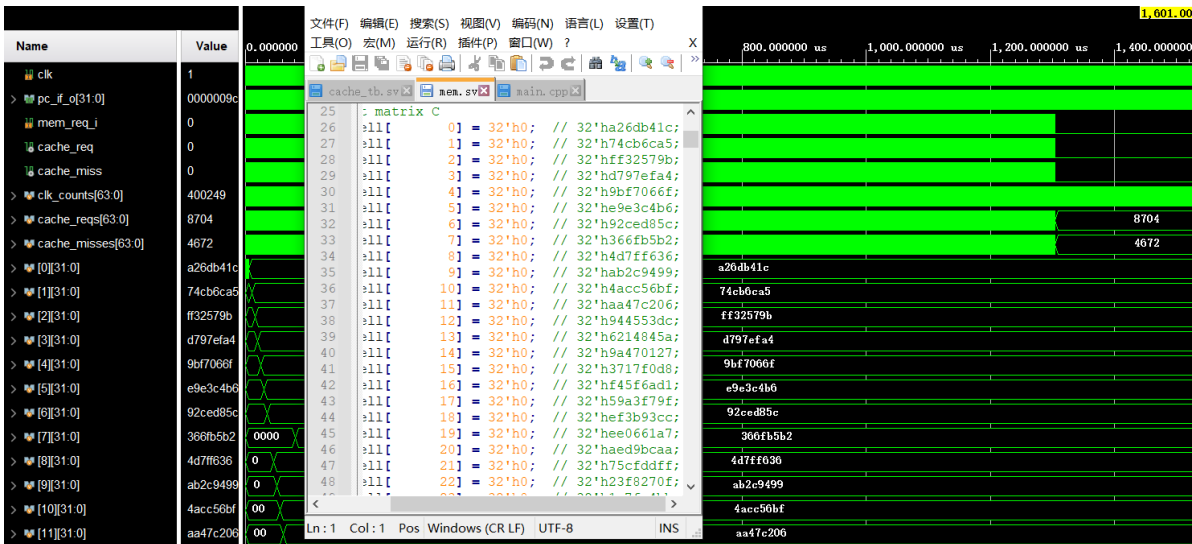 1,601.00
Name Value
0.000000 800.000000 us 1,000.000000 us 1,200.000000 us 1,400.0000000
clk 1
pc_if_o[31:0] 0000009c
mem_req_i 0
cache_req 0
cache_miss 0
clk_counts[63:0] 400249
cache_reqs[63:0] 8704 8704
cache_misses[63:0] 4672 4672
[0][31:0] a26db41c a26db41c
[1][31:0] 74cb6ca5 74cb6ca5
[2][31:0] ff32579b ff32579b
[3][31:0] d797efa4 d797efa4
[4][31:0] 9bf7066f 9bf7066f
[5][31:0] e9e3c4b6 e9e3c4b6
[6][31:0] 92ced85c 92ced85c
[7][31:0] 366fb5b2 0000 366fb5b2
[8][31:0] 4d7ff636 0 4d7ff636
[9][31:0] ab2c9499 0 ab2c9499
[10][31:0] 4acc56bf 00 4acc56bf
[11][31:0] aa47c206 00 aa47c206
文件(F) 编辑(E) 搜索(S) 视图(V) 编码(N) 语言(L) 设置(T)
工具(O) 宏(M) 运行(R) 插件(P) 窗口(W) ? X
cache_tb.sv mem.sv main.cpp
25 matrix C
26 ell[ 0] = 32'h0; // 32'ha26db41c;
27 ell[ 1] = 32'h0; // 32'h74cb6ca5;
28 ell[ 2] = 32'h0; // 32'hff32579b;
29 ell[ 3] = 32'h0; // 32'hd797efa4;
30 ell[ 4] = 32'h0; // 32'h9bf7066f;
31 ell[ 5] = 32'h0; // 32'he9e3c4b6;
32 ell[ 6] = 32'h0; // 32'h92ced85c;
33 ell[ 7] = 32'h0; // 32'h366fb5b2;
34 ell[ 8] = 32'h0; // 32'h4d7ff636;
35 ell[ 9] = 32'h0; // 32'hab2c9499;
36 ell[ 10] = 32'h0; // 32'h4acc56bf;
37 ell[ 11] = 32'h0; // 32'haa47c206;
38 ell[ 12] = 32'h0; // 32'h944553dc;
39 ell[ 13] = 32'h0; // 32'h6214845a;
40 ell[ 14] = 32'h0; // 32'h9a470127;
41 ell[ 15] = 32'h0; // 32'h3717f0d8;
42 ell[ 16] = 32'h0; // 32'hf45f6ad1;
43 ell[ 17] = 32'h0; // 32'h59a3f79f;
44 ell[ 18] = 32'h0; // 32'hef3b93cc;
45 ell[ 19] = 32'h0; // 32'hee0661a7;
46 ell[ 20] = 32'h0; // 32'haed9bcaa;
47 ell[ 21] = 32'h0; // 32'h75cfddff;
48 ell[ 22] = 32'h0; // 32'h23f8270f;
Ln : 1 Col : 1 Pos Windows (CR LF) UTF-8 INS